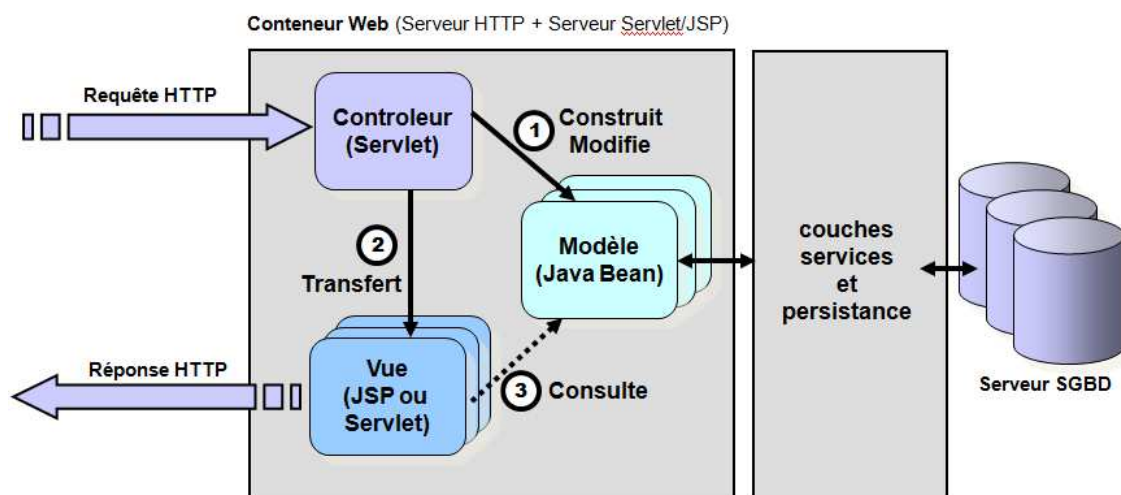 Conteneur Web (Serveur HTTP + Serveur Servlet/JSP)
Requête HTTP
Controleur
(Servlet)
1
Construit
Modifie
2
Transfert
Modèle
(Java Bean)
couches
services
et
persistance
Réponse HTTP
Vue
(JSP ou
Servlet)
3
Consulte
Serveur SGBD